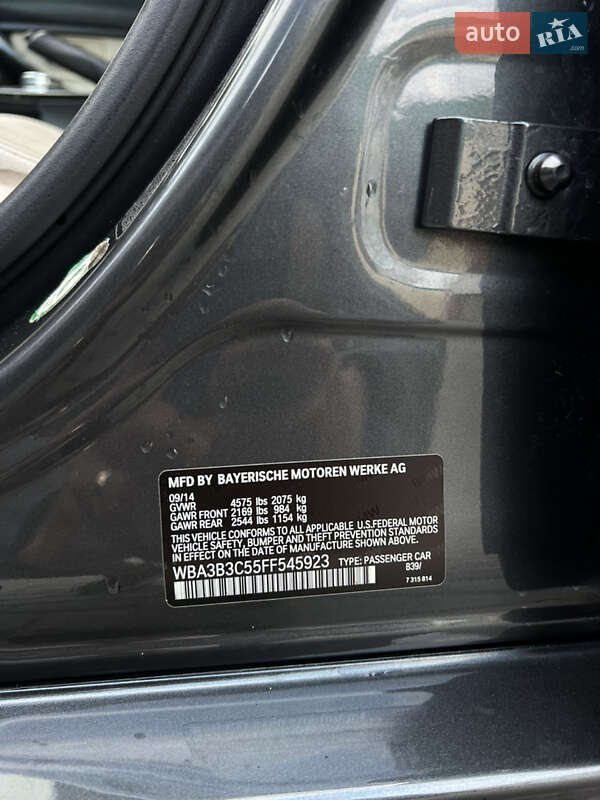 auto RIA.com
MFD BY BAYERISCHE MOTOREN WERKE AG
09/14
GVWR 4575 lbs 2075 kg
GAWR FRONT 2169 lbs 984 kg
GAWR REAR 2544 lbs 1154 kg
THIS VEHICLE CONFORMS TO ALL APPLICABLE U.S.FEDERAL MOTOR
VEHICLE SAFETY, BUMPER AND THEFT PREVENTION STANDARDS
IN EFFECT ON THE DATE OF MANUFACTURE SHOWN ABOVE.
WBA3B3C55FF545923 TYPE: PASSENGER CAR
B39/
7 315 814